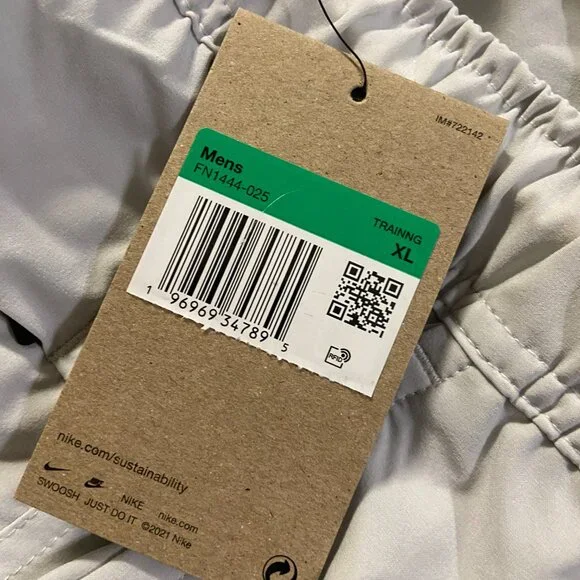 IM#722142
Mens
FN1444-025
TRAINNG
XL
1 96969 34789 5
RFID
nike.com/sustainability
NIKE nike.com
SWOOSH JUST DO IT ©2021 Nike